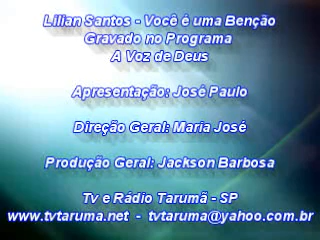 Lilian Santos - Você é uma Benção
Gravado no Programa
A Voz de Deus
Apresentação: José Paulo
Direção Geral: Maria José
Produção Geral: Jackson Barbosa
Tv e Rádio Tarumã - SP
www.tvtaruma.net - tvtaruma@yahoo.com.br